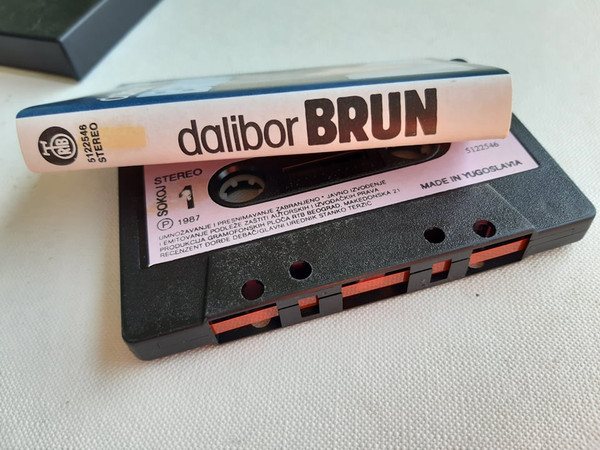 RTB
5122546
STEREO
dalibor BRUN
SOKOJ
STEREO
1
5122546
MADE IN YUGOSLAVIA
℗ 1987
UMNOŽAVANJE I PRESNIMAVANJE ZABRANJENO • JAVNO IZVOĐENJE
I EMITOVANJE PODLEŽE ZAŠTITI AUTORSKIH I IZVOĐAČKIH PRAVA
PRODUKCIJA GRAMOFONSKIH PLOČA RTB BEOGRAD, MAKEDONSKA 21
RECENZENT ĐORĐE DEBAČ/GLAVNI UREDNIK STANKO TERZIĆ